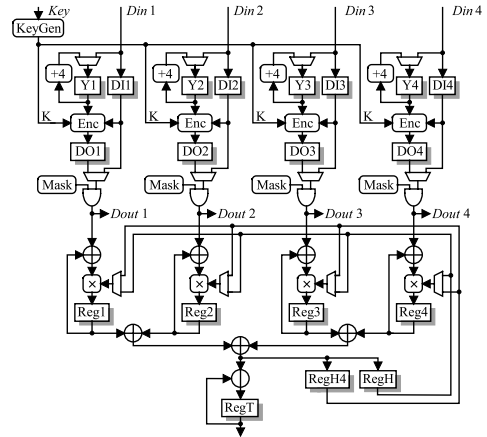 Key Din 1 Din 2 Din 3 Din 4
KeyGen
+4 Y1 DI1 +4 Y2 DI2 +4 Y3 DI3 +4 Y4 DI4
K Enc K Enc K Enc K Enc
DO1 DO2 DO3 DO4
Mask Mask Mask Mask
Dout 1 Dout 2 Dout 3 Dout 4
× × × ×
Reg1 Reg2 Reg3 Reg4
RegH4 RegH
RegT